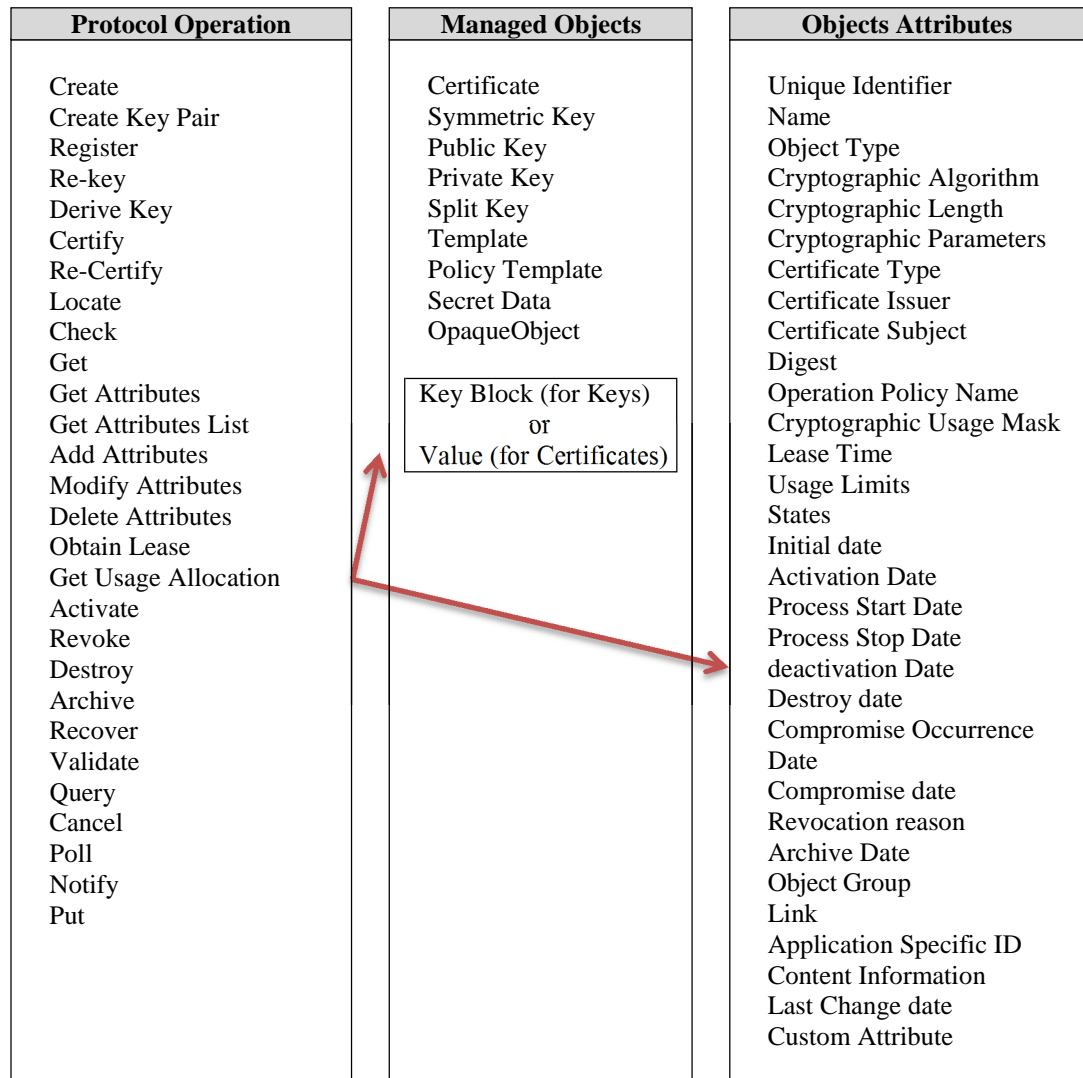 Protocol Operation
Create
Create Key Pair
Register
Re-key
Derive Key
Certify
Re-Certify
Locate
Check
Get
Get Attributes
Get Attributes List
Add Attributes
Modify Attributes
Delete Attributes
Obtain Lease
Get Usage Allocation
Activate
Revoke
Destroy
Archive
Recover
Validate
Query
Cancel
Poll
Notify
Put
Managed Objects
Certificate
Symmetric Key
Public Key
Private Key
Split Key
Template
Policy Template
Secret Data
OpaqueObject
Key Block (for Keys)
or
Value (for Certificates)
Objects Attributes
Unique Identifier
Name
Object Type
Cryptographic Algorithm
Cryptographic Length
Cryptographic Parameters
Certificate Type
Certificate Issuer
Certificate Subject
Digest
Operation Policy Name
Cryptographic Usage Mask
Lease Time
Usage Limits
States
Initial date
Activation Date
Process Start Date
Process Stop Date
deactivation Date
Destroy date
Compromise Occurrence
Date
Compromise date
Revocation reason
Archive Date
Object Group
Link
Application Specific ID
Content Information
Last Change date
Custom Attribute